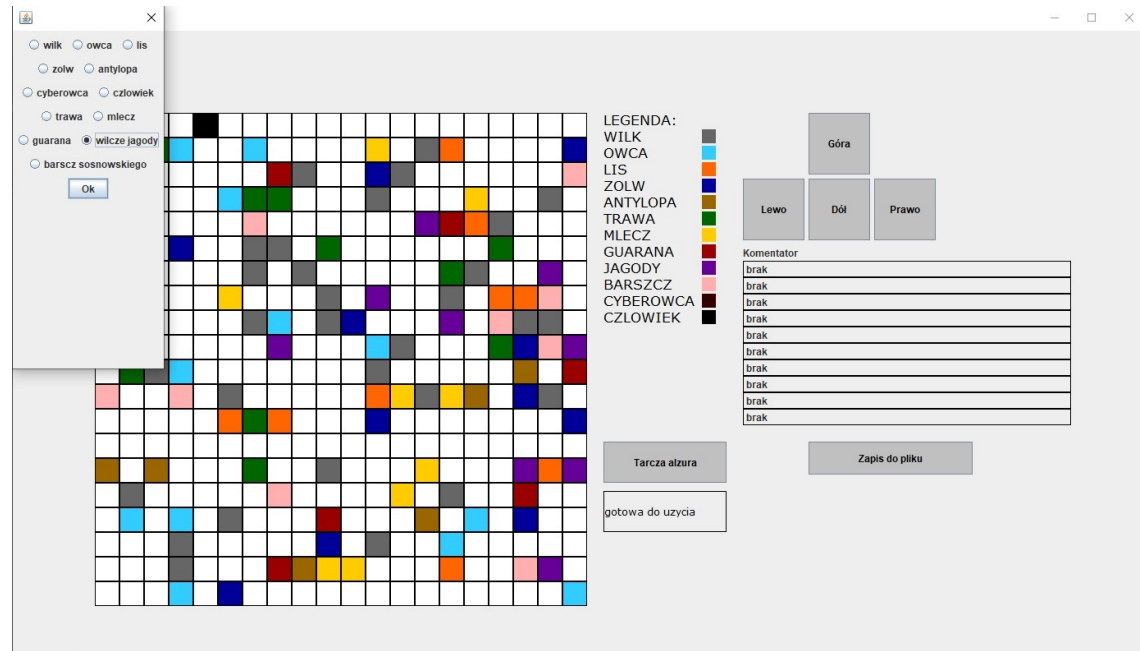 wilk owca lis
zolw antylopa
cyberowca czlowiek
trawa mlecz
guarana wilcze jagody
barscz sosnowskiego
Ok
LEGENDA:
WILK
OWCA
LIS
ZOLW
ANTYLOPA
TRAWA
MLECZ
GUARANA
JAGODY
BARSZCZ
CYBEROWCA
CZLOWIEK
Góra
Lewo Dół Prawo
Komentator
brak
brak
brak
brak
brak
brak
brak
brak
brak
brak
Tarcza alzura
Zapis do pliku
gotowa do uzycia